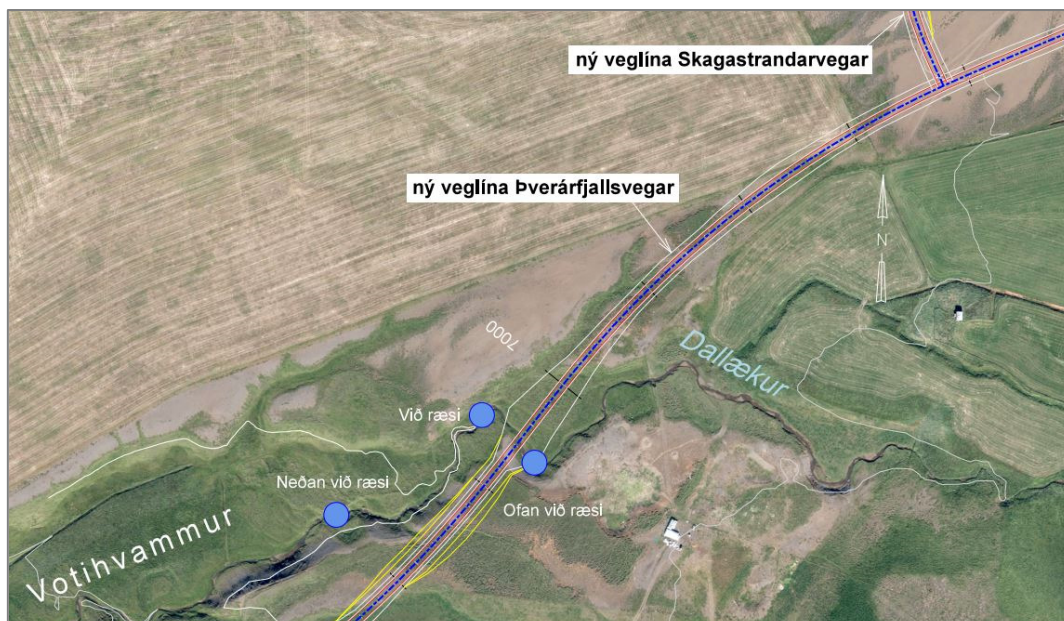 ný veglína Skagastrandarvegar
ný veglína Þverárfjallsvegar
N
7000
Dallækur
Við ræsi
Ofan við ræsi
Neðan við ræsi
Votihvammur